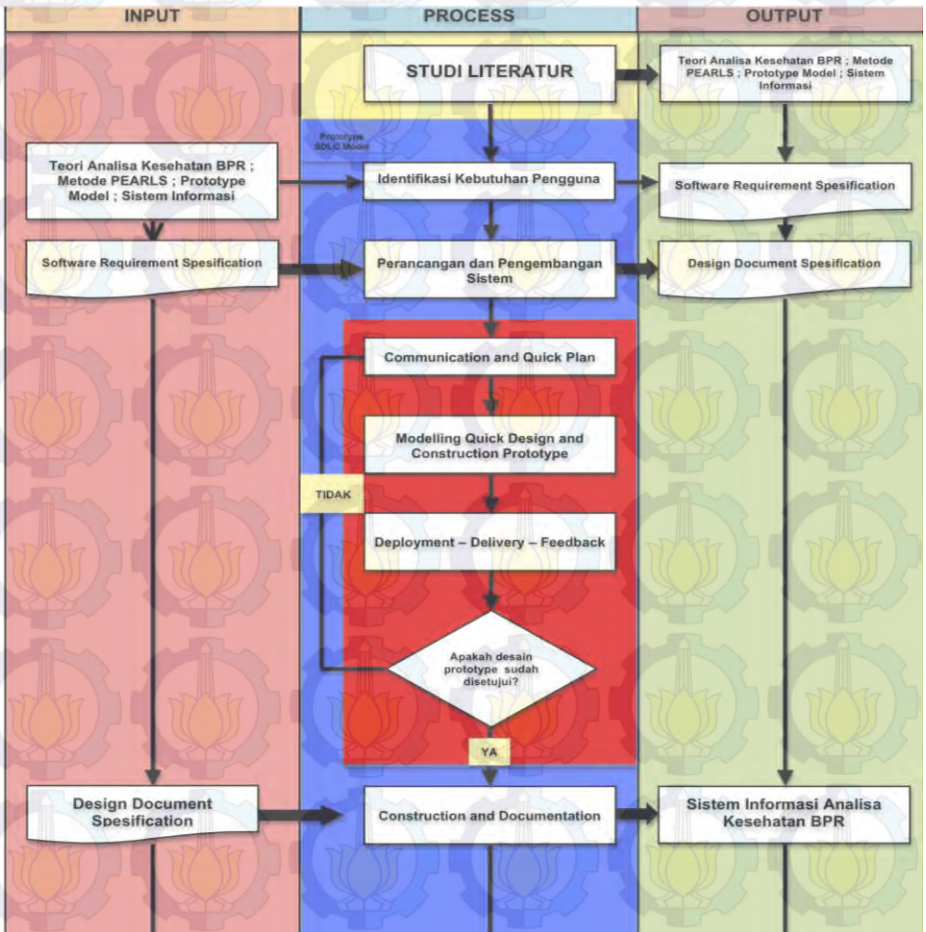 INPUT
PROCESS
OUTPUT
STUDI LITERATUR
Teori Analisa Kesehatan BPR ; Metode
PEARLS ; Prototype Model ; Sistem
Informasi
Prototype
SDLC Model
Teori Analisa Kesehatan BPR ;
Metode PEARLS ; Prototype
Model ; Sistem Informasi
Identifikasi Kebutuhan Pengguna
Software Requirement Spesification
Software Requirement Spesification
Perancangan dan Pengembangan
Sistem
Design Document Spesification
Communication and Quick Plan
Modelling Quick Design and
Construction Prototype
TIDAK
Deployment – Delivery – Feedback
Apakah desain
prototype sudah
disetujui?
YA
Design Document
Spesification
Construction and Documentation
Sistem Informasi Analisa
Kesehatan BPR